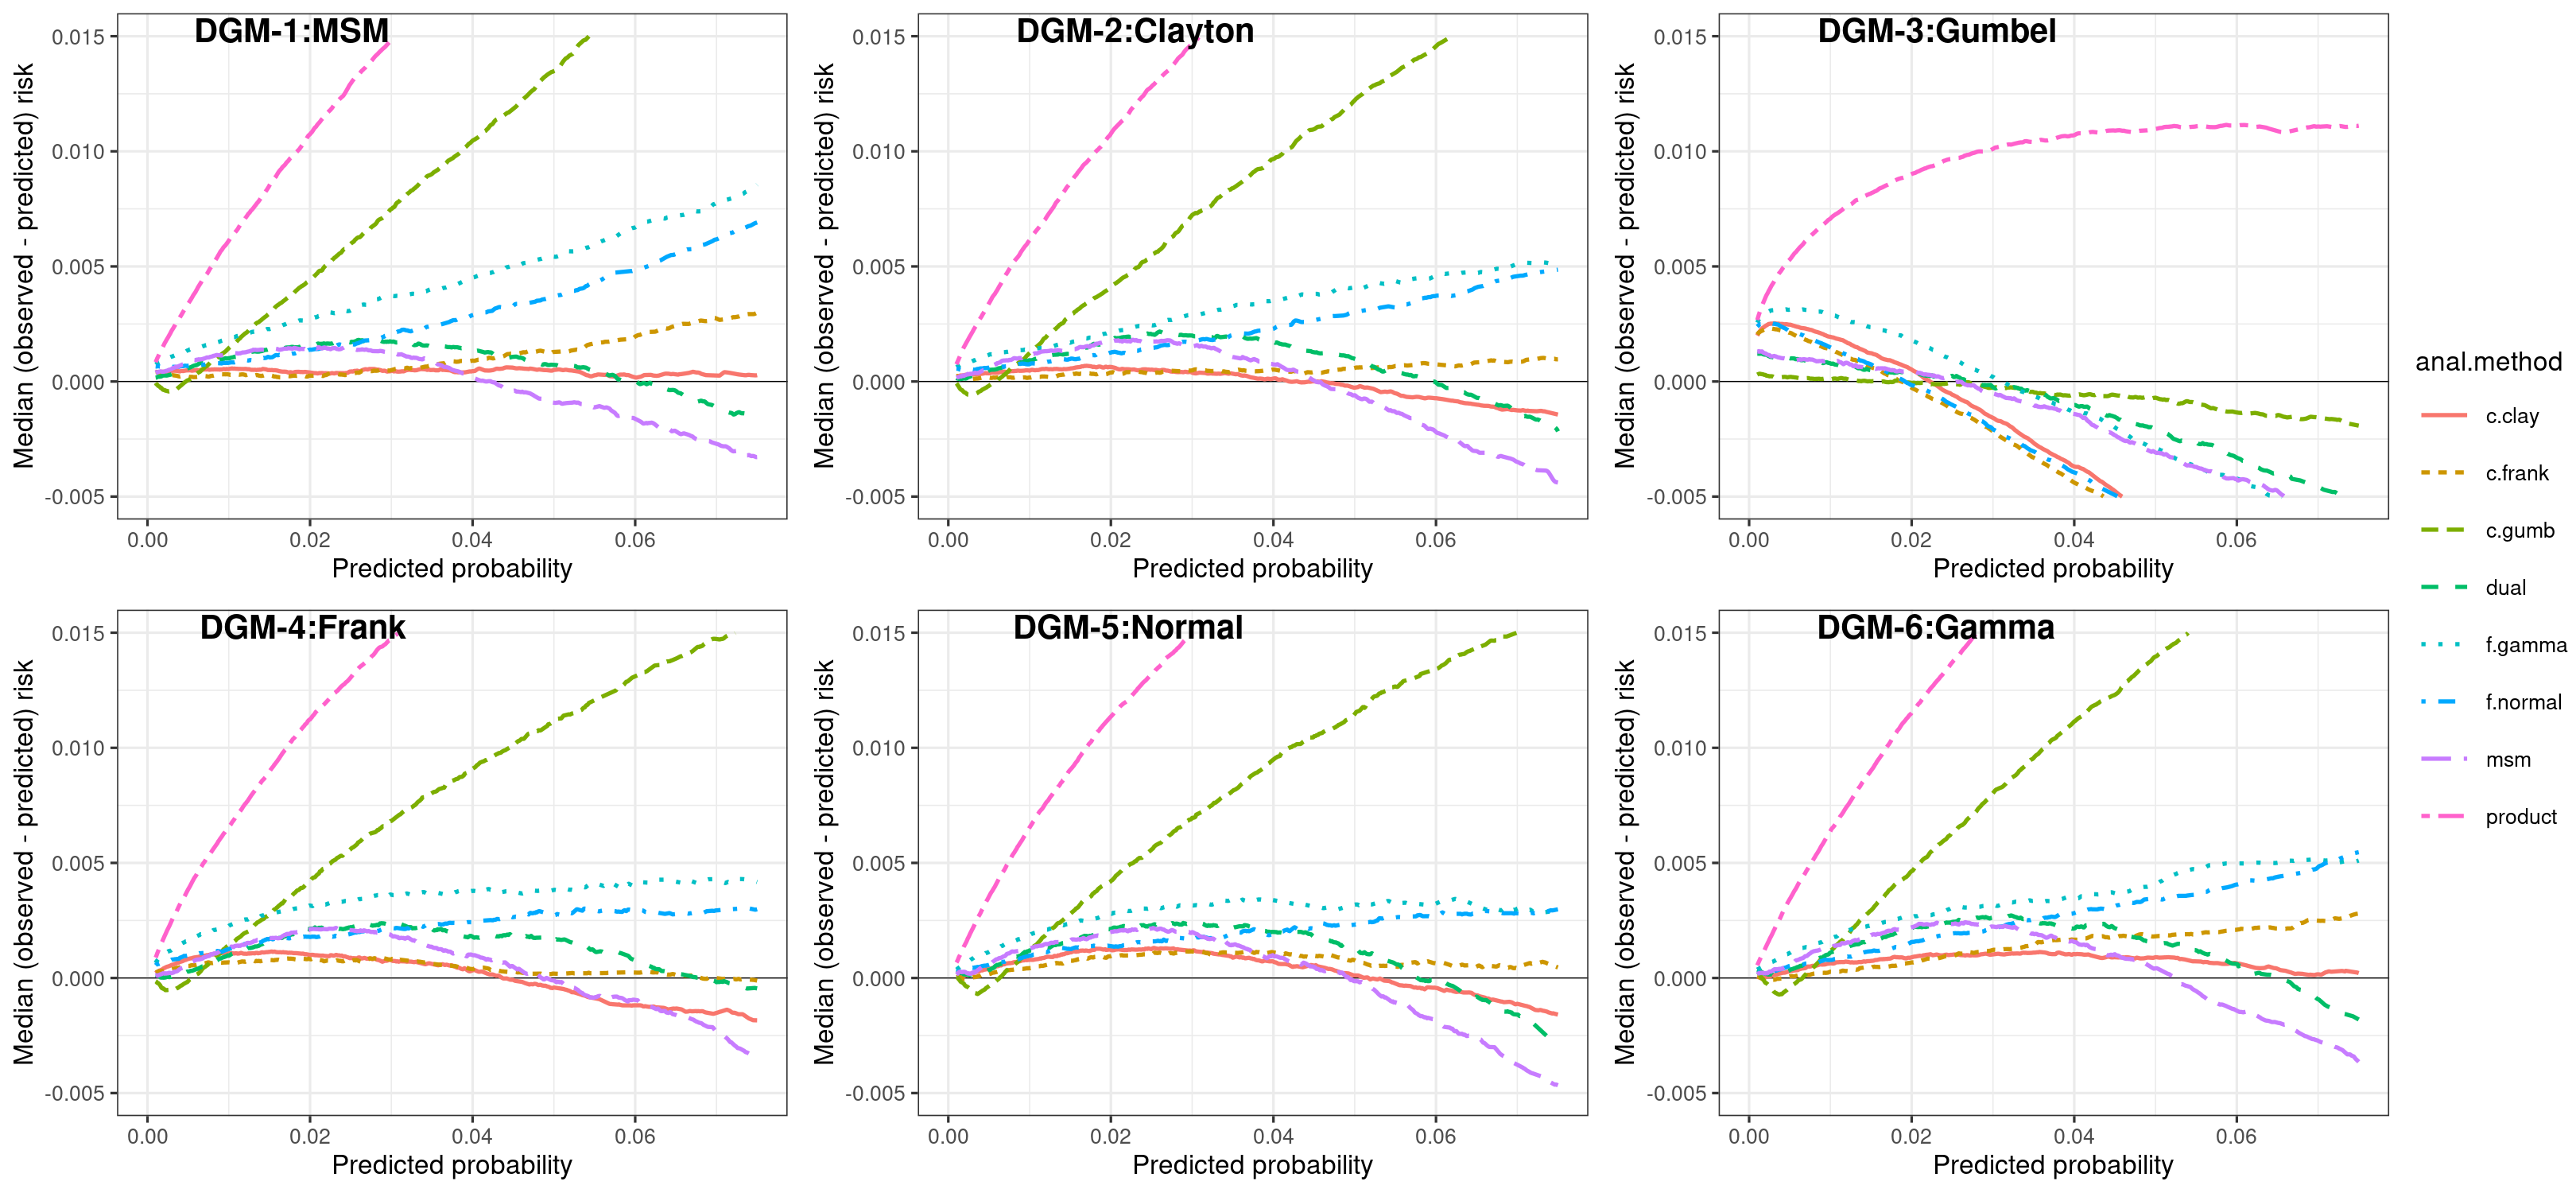 DGM-1:MSM
Median (observed - predicted) risk
0.015
0.010
0.005
0.000
-0.005
0.00 0.02 0.04 0.06
Predicted probability
DGM-2:Clayton
Median (observed - predicted) risk
0.015
0.010
0.005
0.000
-0.005
0.00 0.02 0.04 0.06
Predicted probability
DGM-3:Gumbel
Median (observed - predicted) risk
0.015
0.010
0.005
0.000
-0.005
0.00 0.02 0.04 0.06
Predicted probability
DGM-4:Frank
Median (observed - predicted) risk
0.015
0.010
0.005
0.000
-0.005
0.00 0.02 0.04 0.06
Predicted probability
DGM-5:Normal
Median (observed - predicted) risk
0.015
0.010
0.005
0.000
-0.005
0.00 0.02 0.04 0.06
Predicted probability
DGM-6:Gamma
Median (observed - predicted) risk
0.015
0.010
0.005
0.000
-0.005
0.00 0.02 0.04 0.06
Predicted probability
anal.method
c.clay
c.frank
c.gumb
dual
f.gamma
f.normal
msm
product